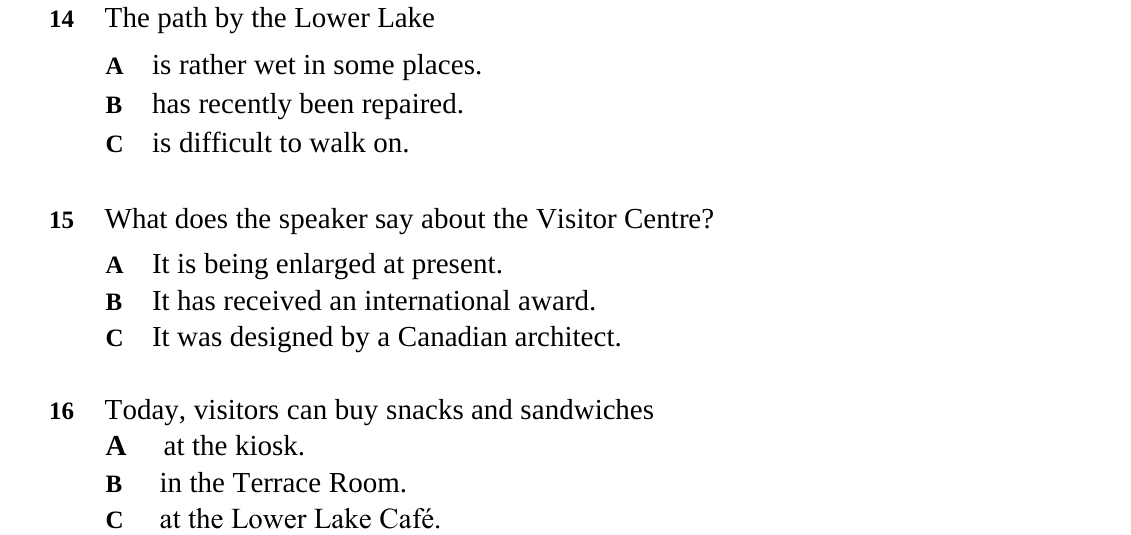 14 The path by the Lower Lake
A is rather wet in some places.
B has recently been repaired.
C is difficult to walk on.
15 What does the speaker say about the Visitor Centre?
A It is being enlarged at present.
B It has received an international award.
C It was designed by a Canadian architect.
16 Today, visitors can buy snacks and sandwiches
A at the kiosk.
B in the Terrace Room.
C at the Lower Lake Café.